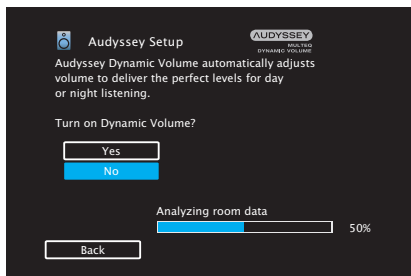 Audyssey Setup
AUDYSSEY
MULTEQ
DYNAMIC VOLUME
Audyssey Dynamic Volume automatically adjusts
volume to deliver the perfect levels for day
or night listening.
Turn on Dynamic Volume?
Yes
No
Analyzing room data
50%
Back